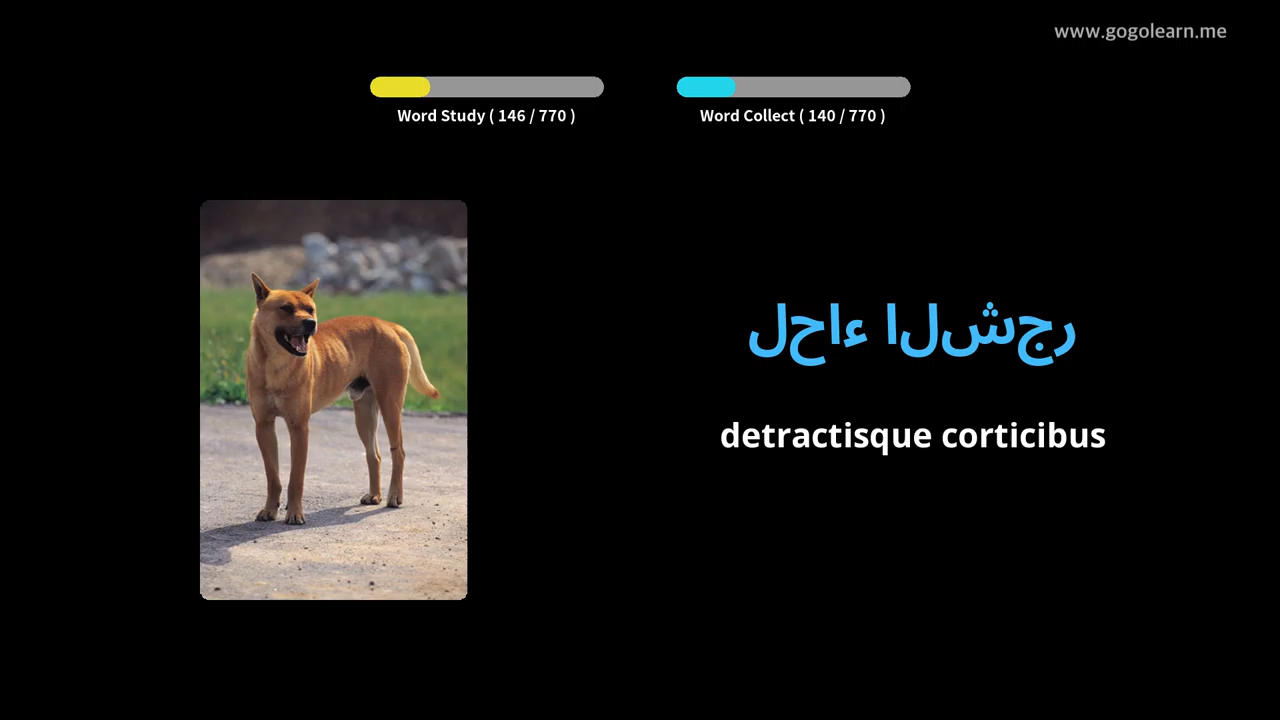 www.gogolearn.me
Word Study ( 146 / 770 )
Word Collect ( 140 / 770 )
لحاء الشجر
detractisque corticibus